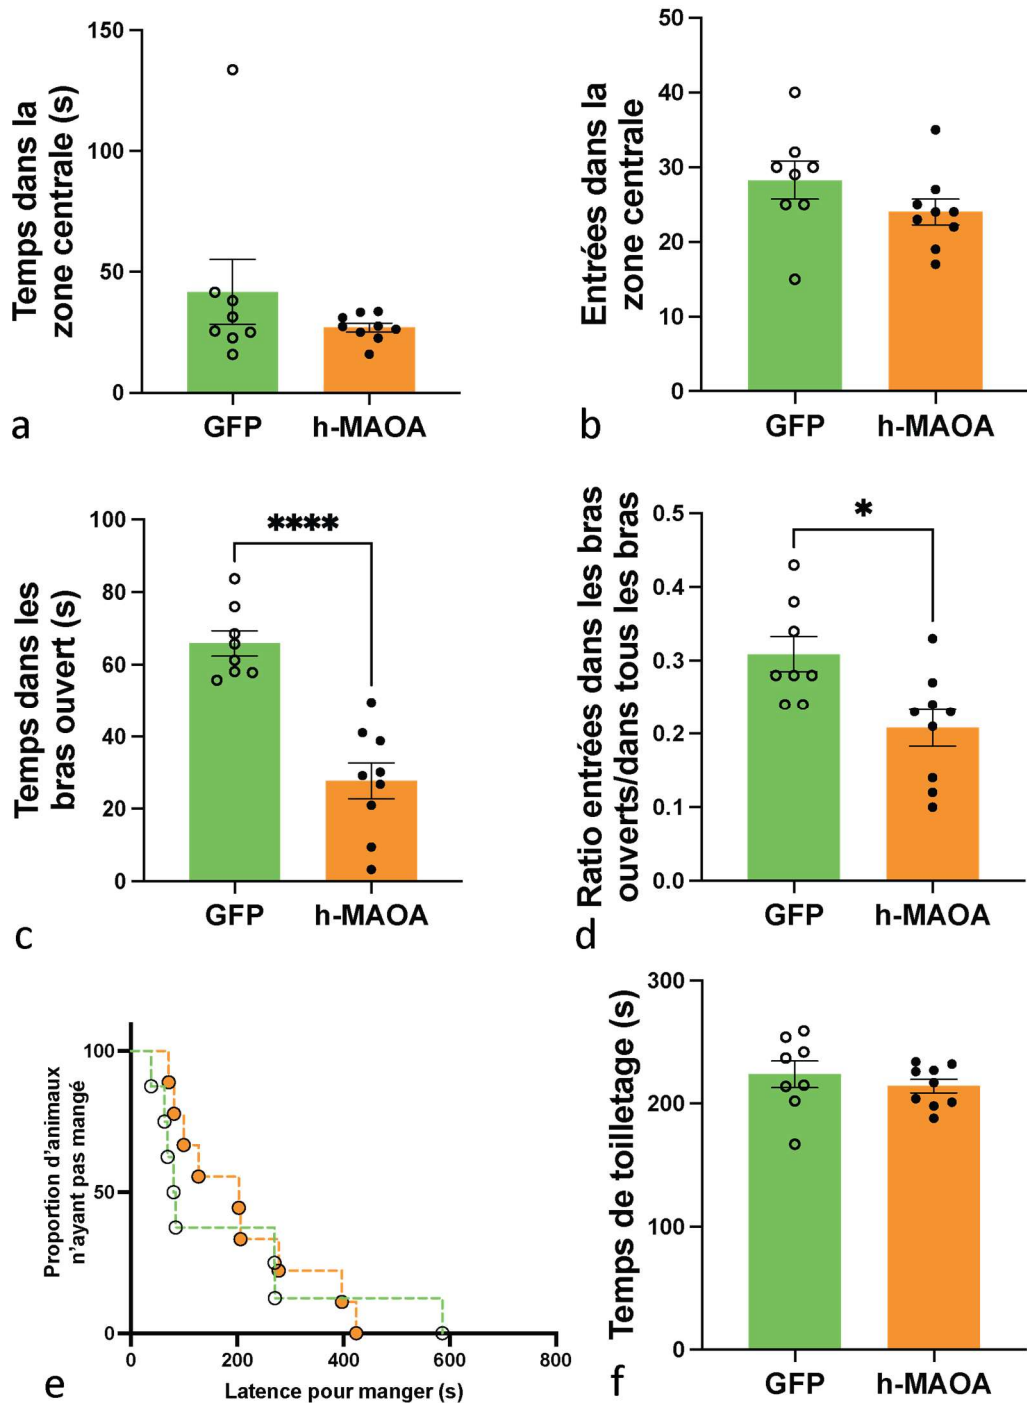 Temps dans la
zone centrale (s)
150
100
50
0
GFP
h-MAOA
a
Entrées dans la
zone centrale
50
40
30
20
10
0
GFP
h-MAOA
b
Temps dans les
bras ouvert (s)
100
80
60
40
20
0
****
GFP
h-MAOA
c
Ratio entrées dans les bras
ouverts/dans tous les bras
0.5
0.4
0.3
0.2
0.1
0.0
*
GFP
h-MAOA
d
Proportion d'animaux
n'ayant pas mangé
100
50
0
0
200
400
600
800
Latence pour manger (s)
e
Temps de toilletage (s)
300
200
100
0
GFP
h-MAOA
f